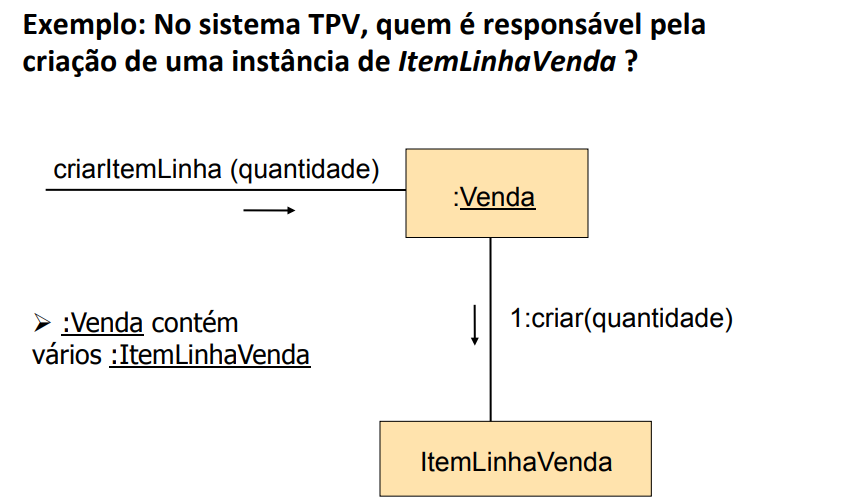 Exemplo: No sistema TPV, quem é responsável pela
criação de uma instância de ItemLinhaVenda ?
criarItemLinha (quantidade)
:Venda
➢ :Venda contém
vários :ItemLinhaVenda
1:criar(quantidade)
ItemLinhaVenda